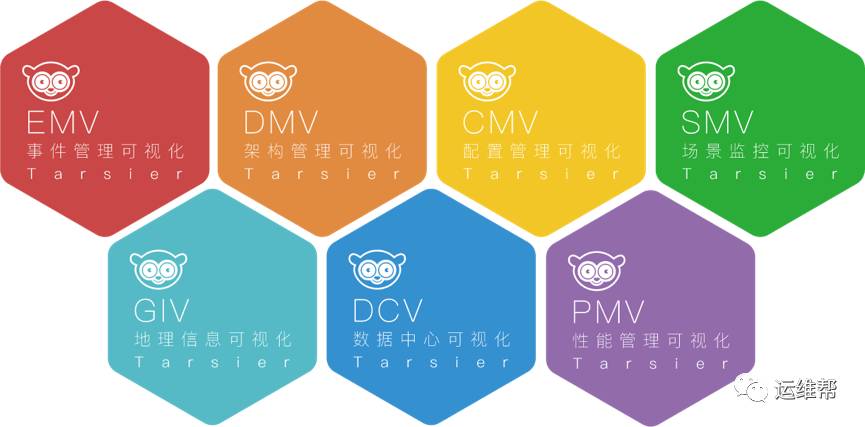 EMV
事件管理可视化
Tarsier
DMV
架构管理可视化
Tarsier
CMV
配置管理可视化
Tarsier
SMV
场景监控可视化
Tarsier
GIV
地理信息可视化
Tarsier
DCV
数据中心可视化
Tarsier
PMV
性能管理可视化
Tarsier
运维帮